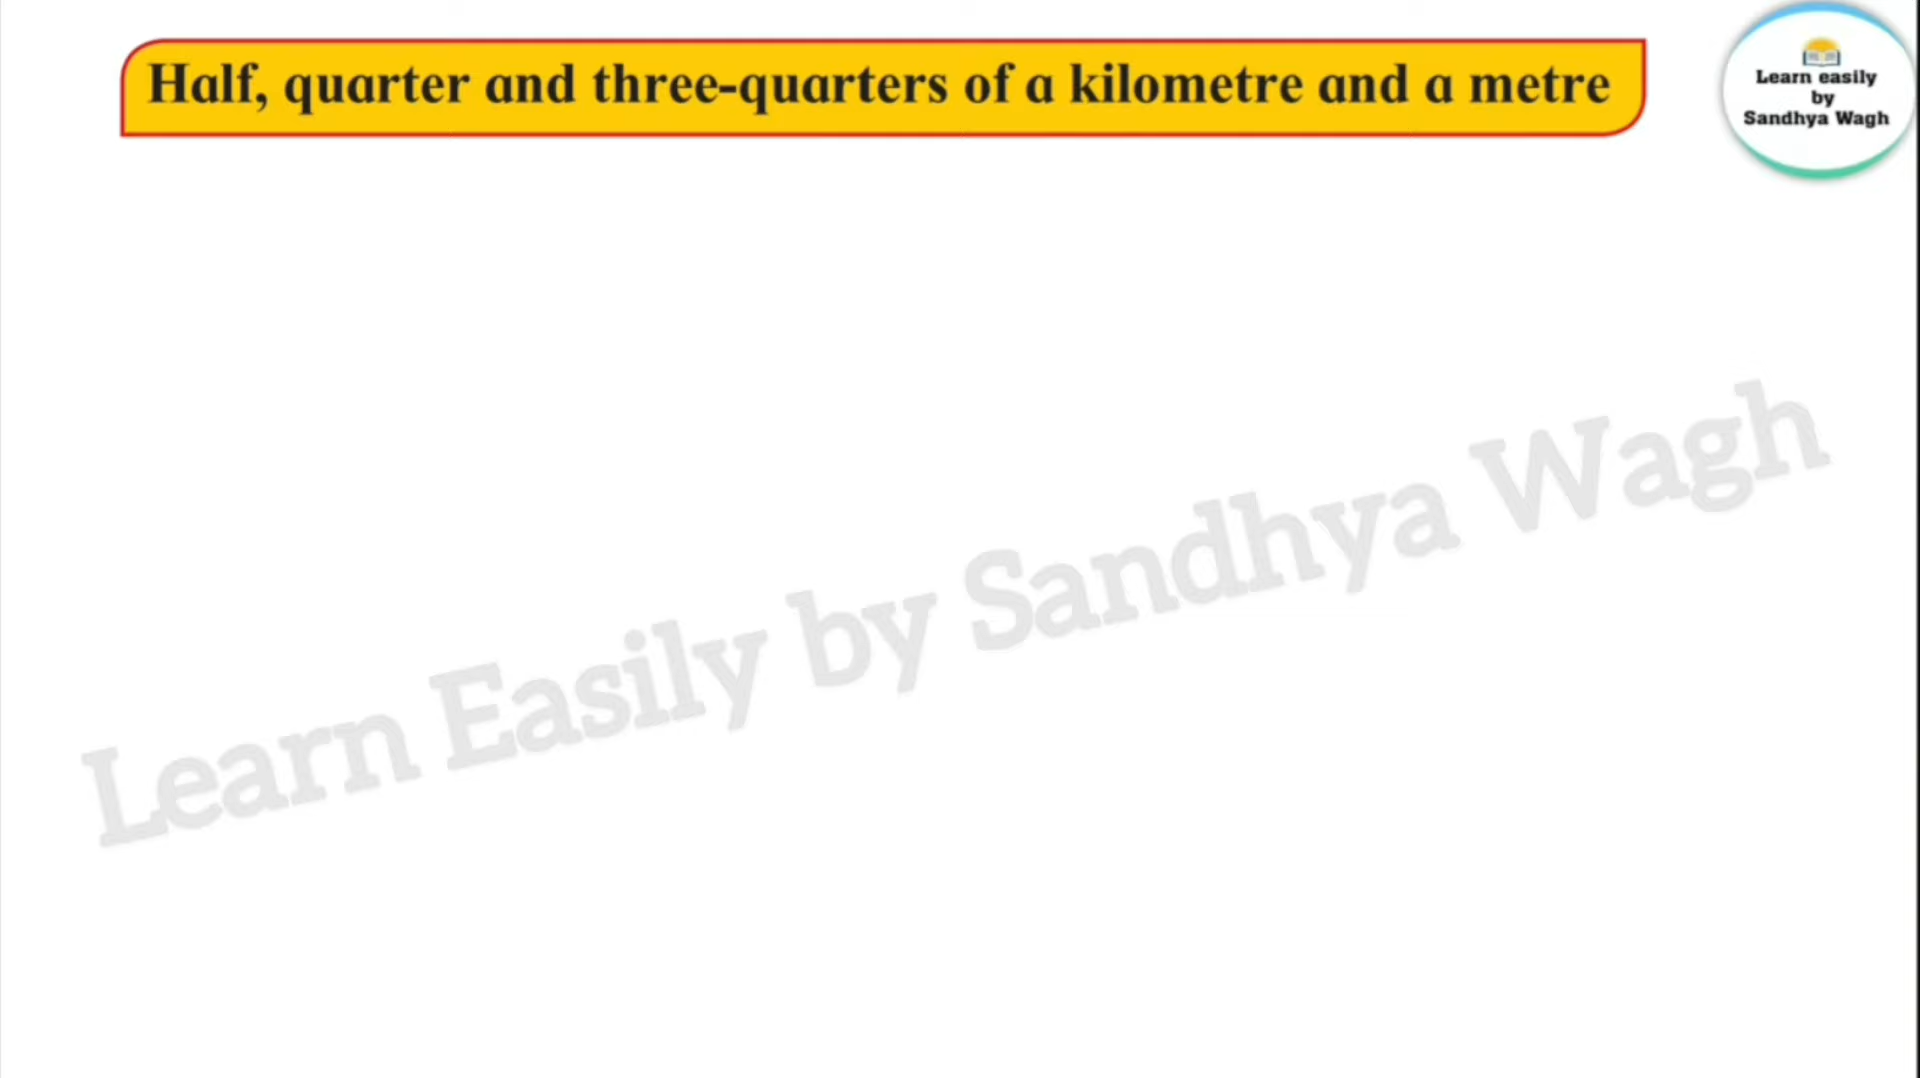 Half, quarter and three-quarters of a kilometre and a metre
Learn easily
by
Sandhya Wagh
Learn Easily by Sandhya Wagh